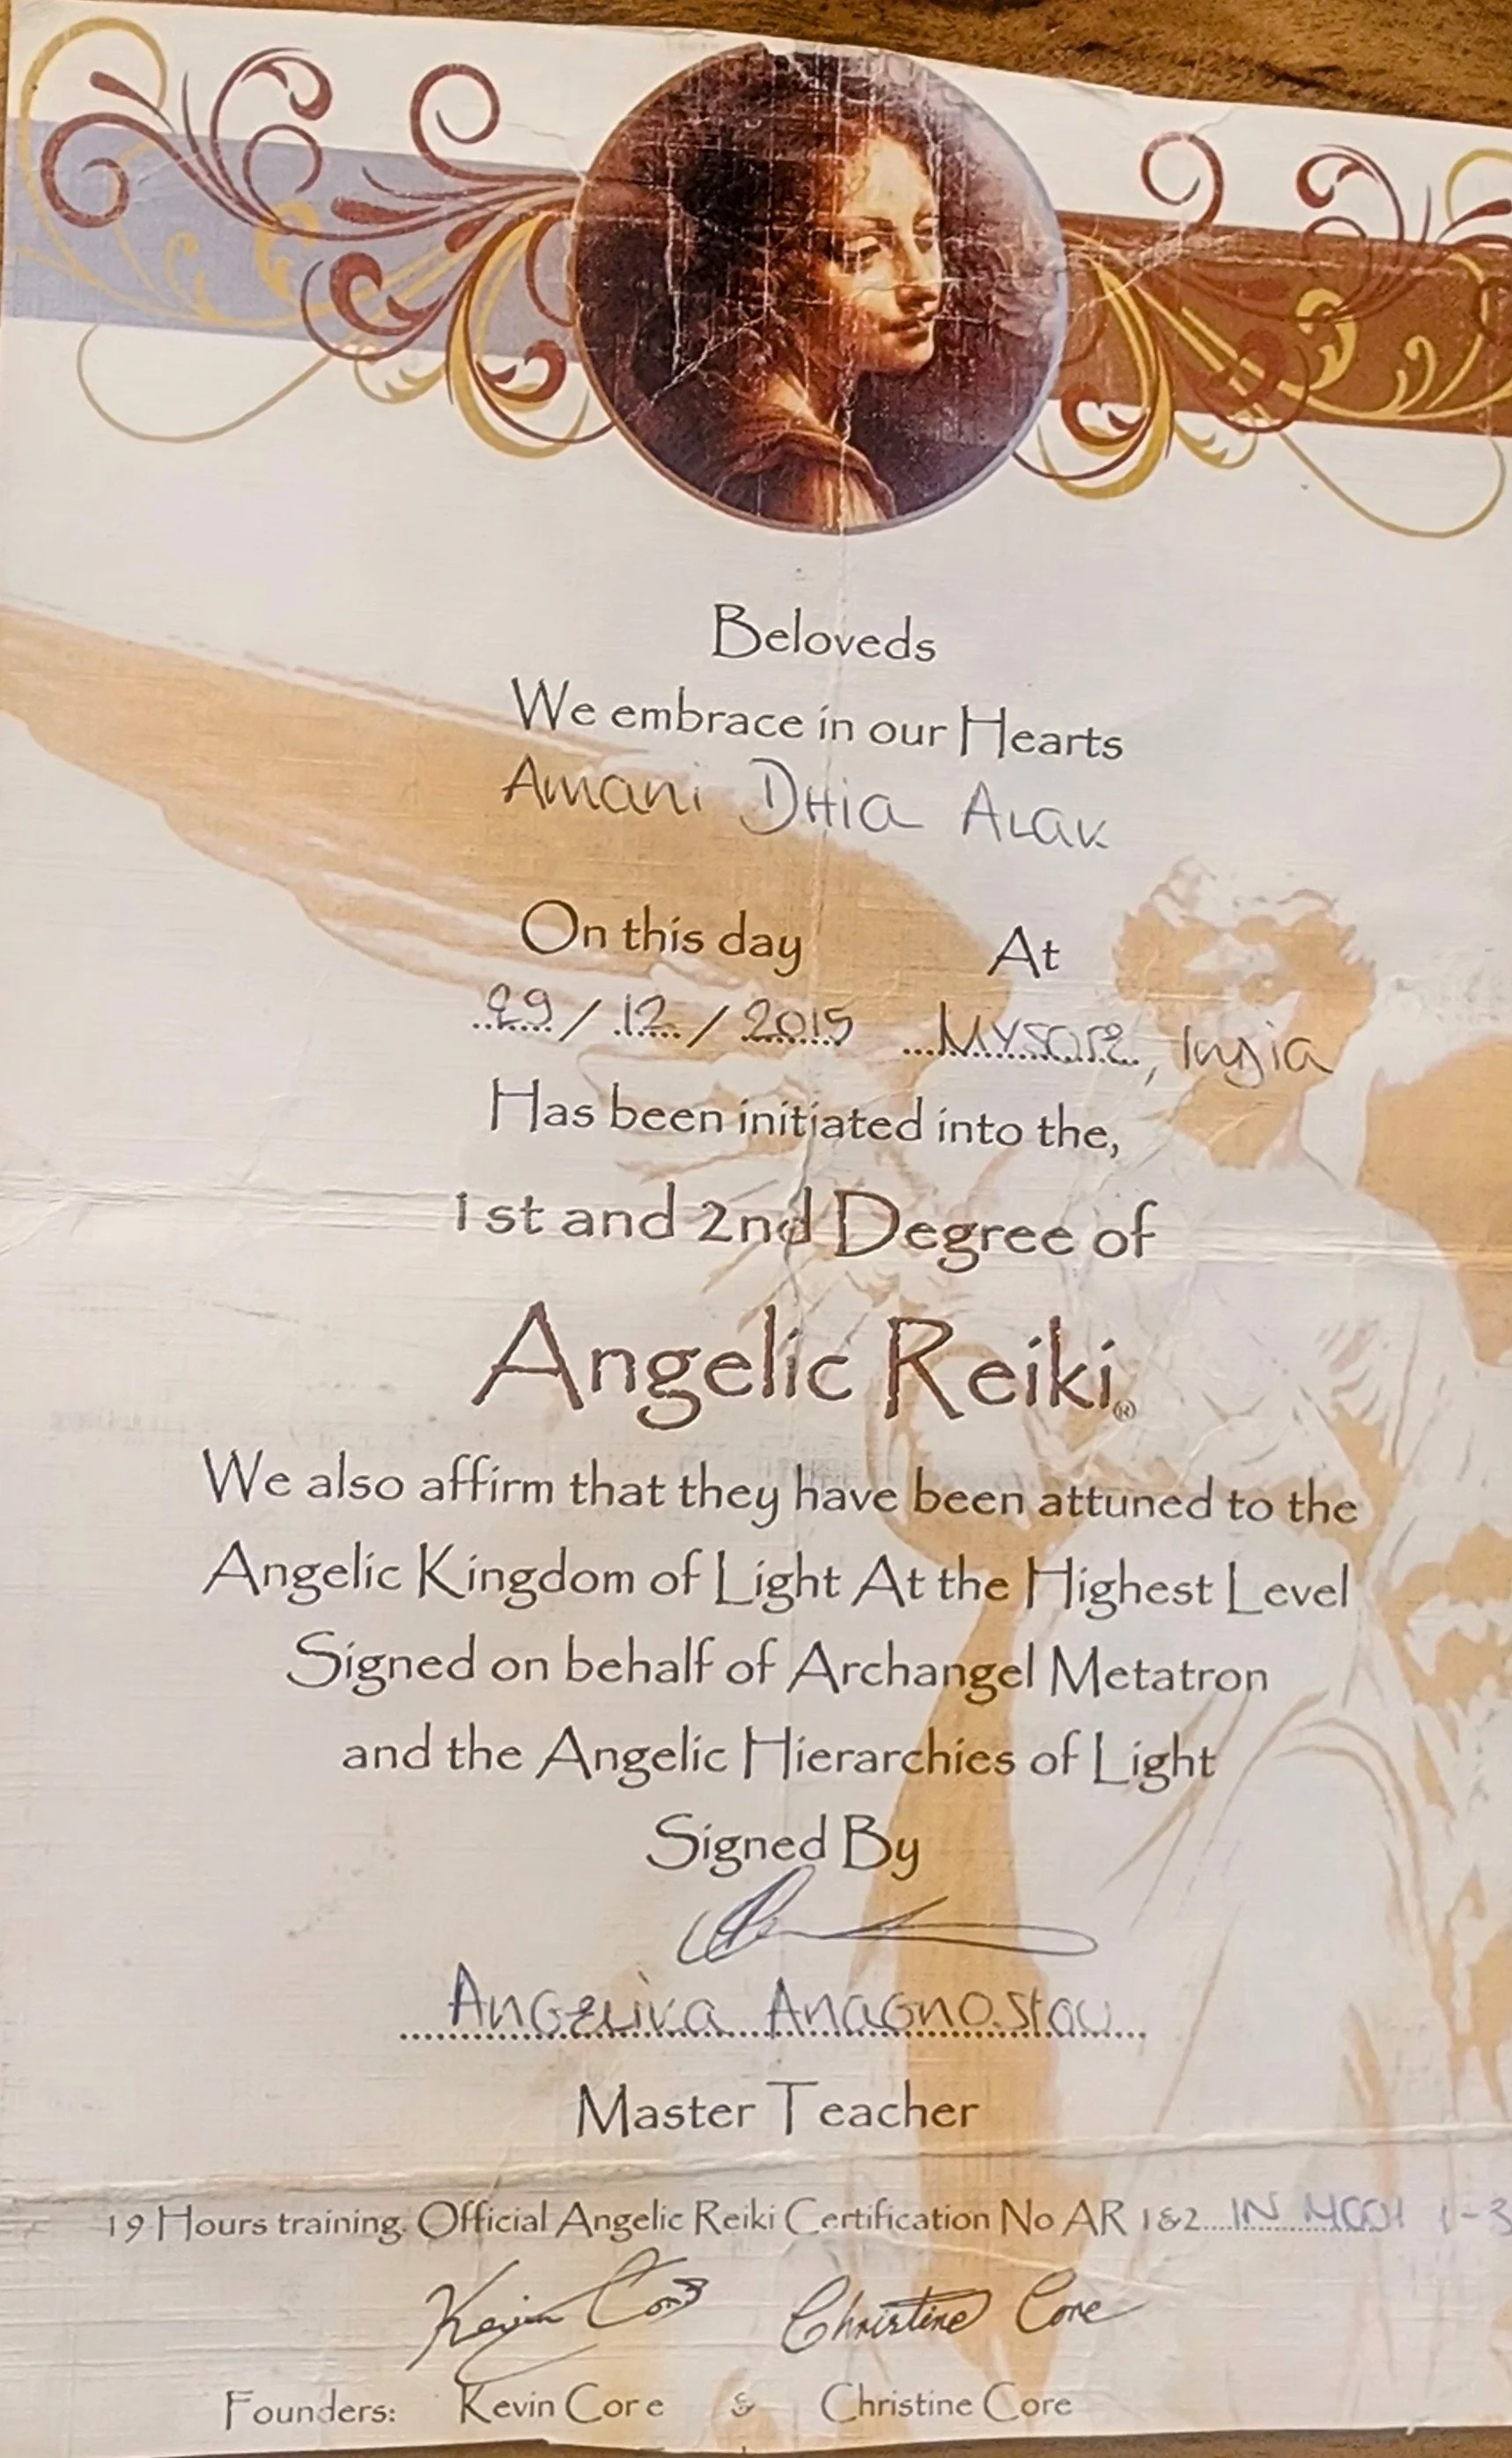 Beloveds
We embrace in our Hearts
Amani Dhia Alak
On this day At
29 / 12 / 2015 Mysore, India
Has been initiated into the,
1st and 2nd Degree of
Angelic Reiki®
We also affirm that they have been attuned to the
Angelic Kingdom of Light At the Highest Level
Signed on behalf of Archangel Metatron
and the Angelic Hierarchies of Light
Signed By
Angelika Anagnostou
Master Teacher
19 Hours training. Official Angelic Reiki Certification No AR 1&2 IN
Kevin Core Christine Core
Founders: Kevin Core & Christine Core